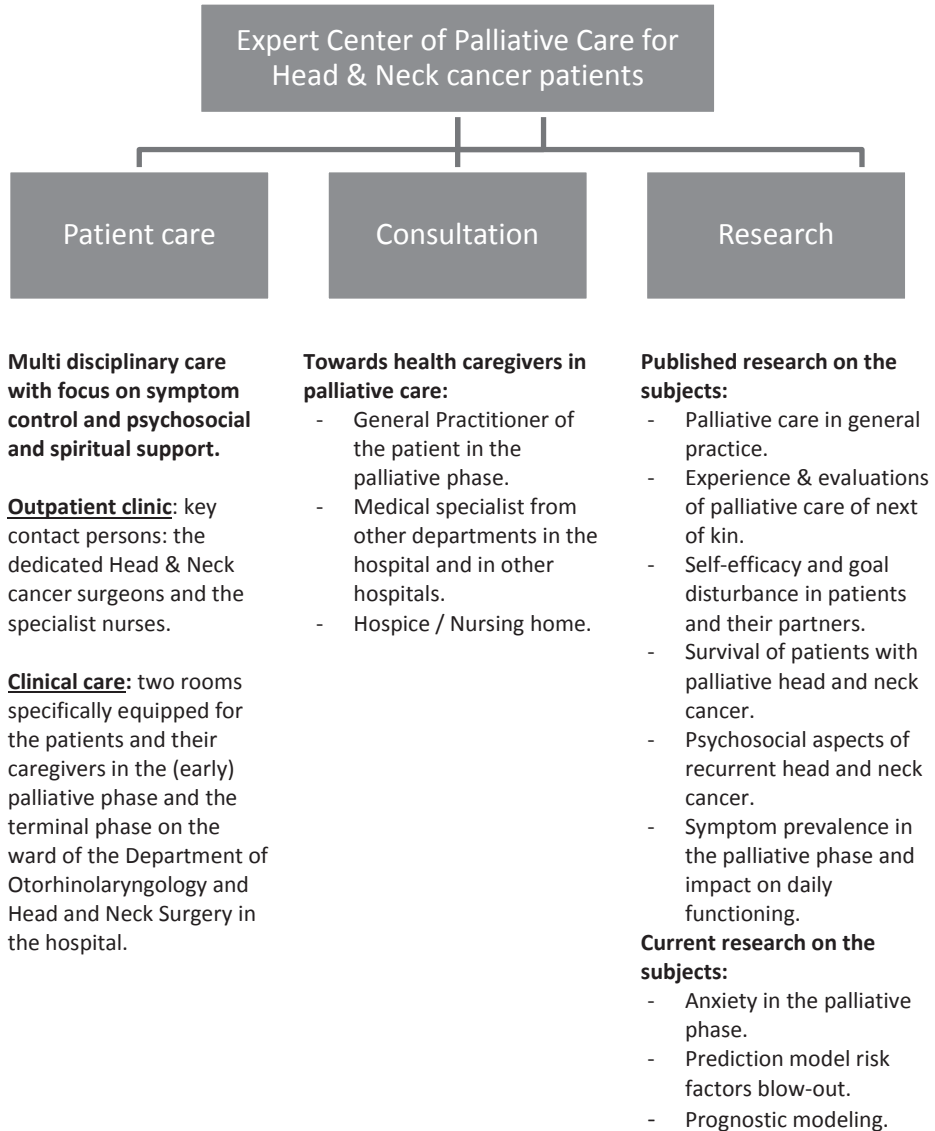 Expert Center of Palliative Care for
Head & Neck cancer patients
Patient care
Consultation
Research
Multi disciplinary care
with focus on symptom
control and psychosocial
and spiritual support.
Outpatient clinic: key
contact persons: the
dedicated Head & Neck
cancer surgeons and the
specialist nurses.
Clinical care: two rooms
specifically equipped for
the patients and their
caregivers in the (early)
palliative phase and the
terminal phase on the
ward of the Department of
Otorhinolaryngology and
Head and Neck Surgery in
the hospital.
Towards health caregivers in
palliative care:
- General Practitioner of
the patient in the
palliative phase.
- Medical specialist from
other departments in the
hospital and in other
hospitals.
- Hospice / Nursing home.
Published research on the
subjects:
- Palliative care in general
practice.
- Experience & evaluations
of palliative care of next
of kin.
- Self-efficacy and goal
disturbance in patients
and their partners.
- Survival of patients with
palliative head and neck
cancer.
- Psychosocial aspects of
recurrent head and neck
cancer.
- Symptom prevalence in
the palliative phase and
impact on daily
functioning.
Current research on the
subjects:
- Anxiety in the palliative
phase.
- Prediction model risk
factors blow-out.
- Prognostic modeling.